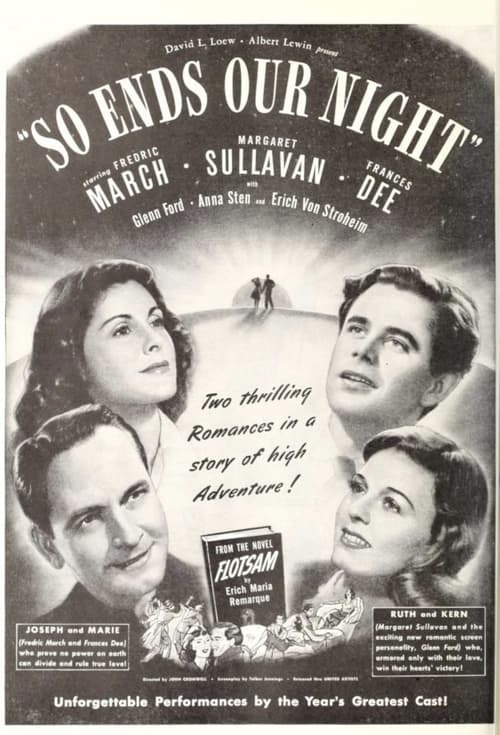 David L. Loew · Albert Lewin present
"SO ENDS OUR NIGHT"
starring FREDRIC MARCH · MARGARET SULLAVAN · FRANCES DEE
with
Glenn Ford · Anna Sten and Erich Von Stroheim
Two thrilling
Romances in a
story of high
Adventure!
FROM THE NOVEL
FLOTSAM
by
Erich Maria
Remarque
JOSEPH and MARIE
(Fredric March and Frances Dee)
who prove no power on earth
can divide and rule true love!
RUTH and KERN
(Margaret Sullavan and the
exciting new romantic screen
personality, Glenn Ford) who,
armored only with their love,
win their hearts' victory!
Directed by JOHN CROMWELL · Screenplay by Talbot Jennings · Released thru UNITED ARTISTS
Unforgettable Performances by the Year's Greatest Cast!